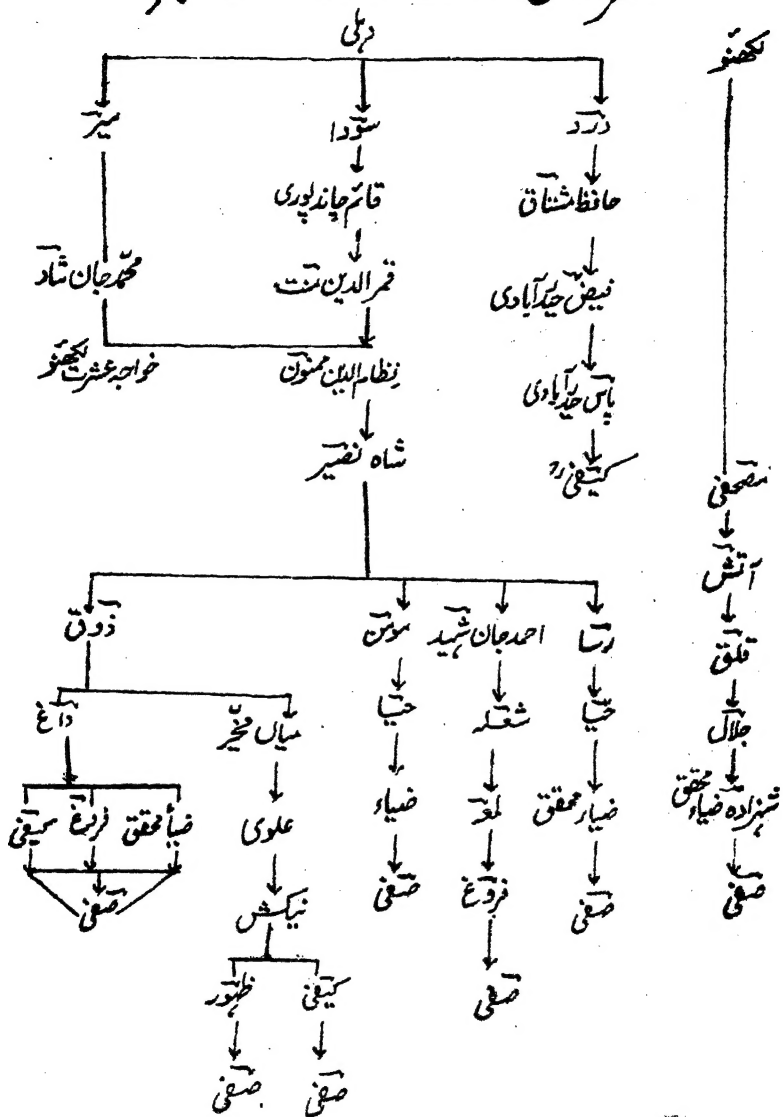 دہلی
لکھنؤ
درد
سودا
میر
حافظ مشتاق
قائم چاندپوری
فیض حیدرآبادی
قمر الدین منت
محمد جان شاد
یاس حیدرآبادی
نظام الدین ممنون
خواجہ عشرت لکھنؤ
کیفی
شاہ نصیر
مصحفی
آتش
رسا
احمد جان شہید
مومن
ذوق
قلق
حیا
شعلہ
حیا
میاں مخیر
داغ
جلال
ضیاء محقق
لمعہ
ضیاء
علوی
ضیا محقق
فروغ
کیفی
شہزادہ ضیاء محقق
صفی
فروغ
صفی
نیکش
صفی
صفی
صفی
کیفی
ظہور
صفی
صفی